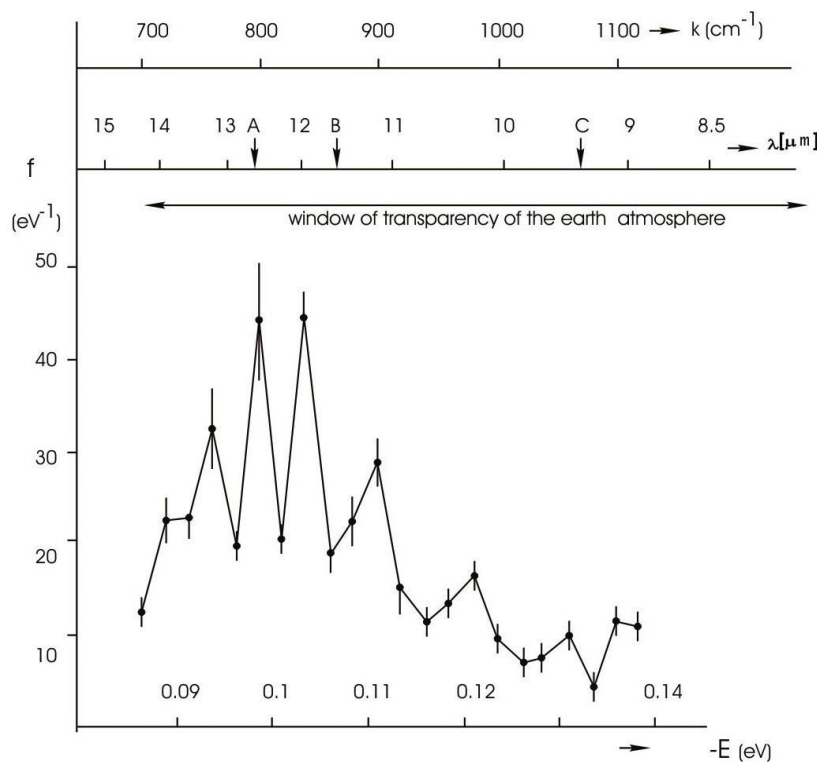 700 800 900 1000 1100 k (cm-1)
15 14 13 A 12 B 11 10 C 9 8.5 λ[μm]
f
(eV-1)
window of transparency of the earth atmosphere
50
40
30
20
10
0.09 0.1 0.11 0.12 0.14
-E (eV)